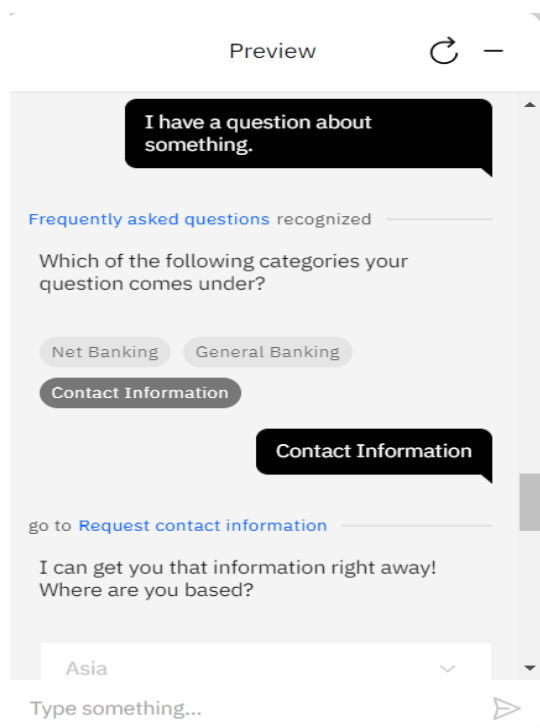 Preview
I have a question about
something.
Frequently asked questions recognized
Which of the following categories your
question comes under?
Net Banking General Banking
Contact Information
Contact Information
go to Request contact information
I can get you that information right away!
Where are you based?
Asia
Type something...